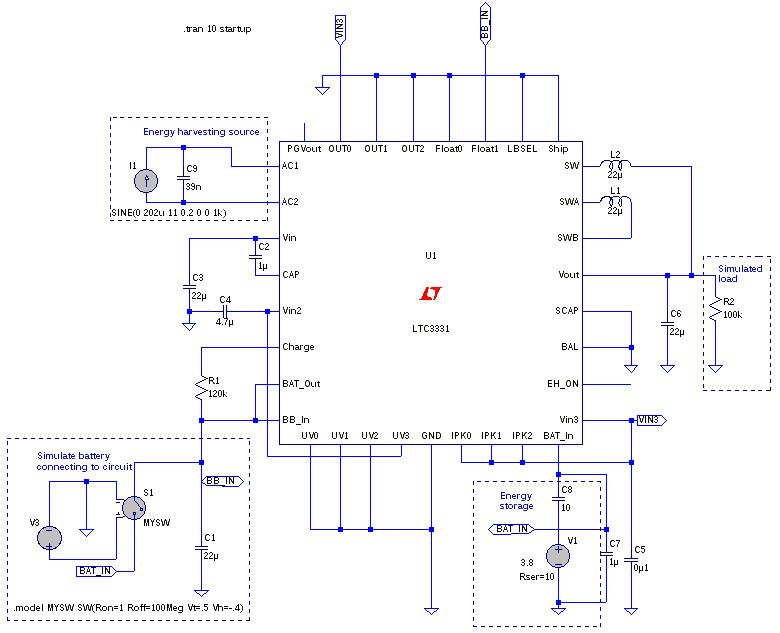 .tran 10 startup
VIN3
BB_IN
Energy harvesting source
PGVout OUT0 OUT1 OUT2 Float0 Float1 LBSEL Ship
I1
C9
39n
SINE(0 202u 11 0.2 0 0 1k)
AC1
AC2
SW
L2
22µ
SWA
L1
22µ
SWB
Vin
C2
1µ
CAP
U1
Vout
Simulated
load
R2
100k
C3
22µ
C4
4.7µ
Vin2
LTC3331
SCAP
C6
22µ
Charge
BAL
R1
120k
BAT_Out
EH_ON
BB_In
Vin3
VIN3
UV0 UV1 UV2 UV3 GND IPK0 IPK1 IPK2 BAT_In
Simulate battery
connecting to circuit
S1
MYSW
V3
BAT_IN
BB_IN
C1
22µ
.model MYSW SW(Ron=1 Roff=100Meg Vt=.5 Vh=-.4)
Energy
storage
C8
10
BAT_IN
V1
3.8
Rser=10
C7
1µ
C5
0µ1